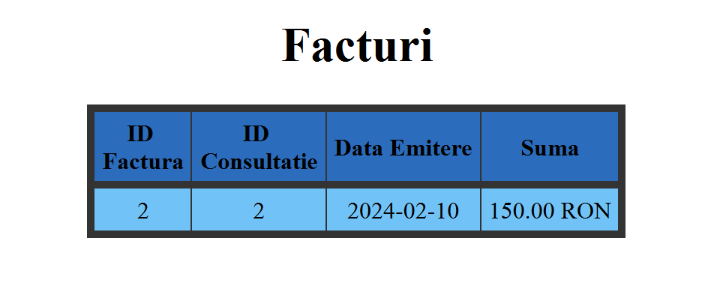 Facturi
ID Factura ID Consultatie Data Emitere Suma
2 2 2024-02-10 150.00 RON